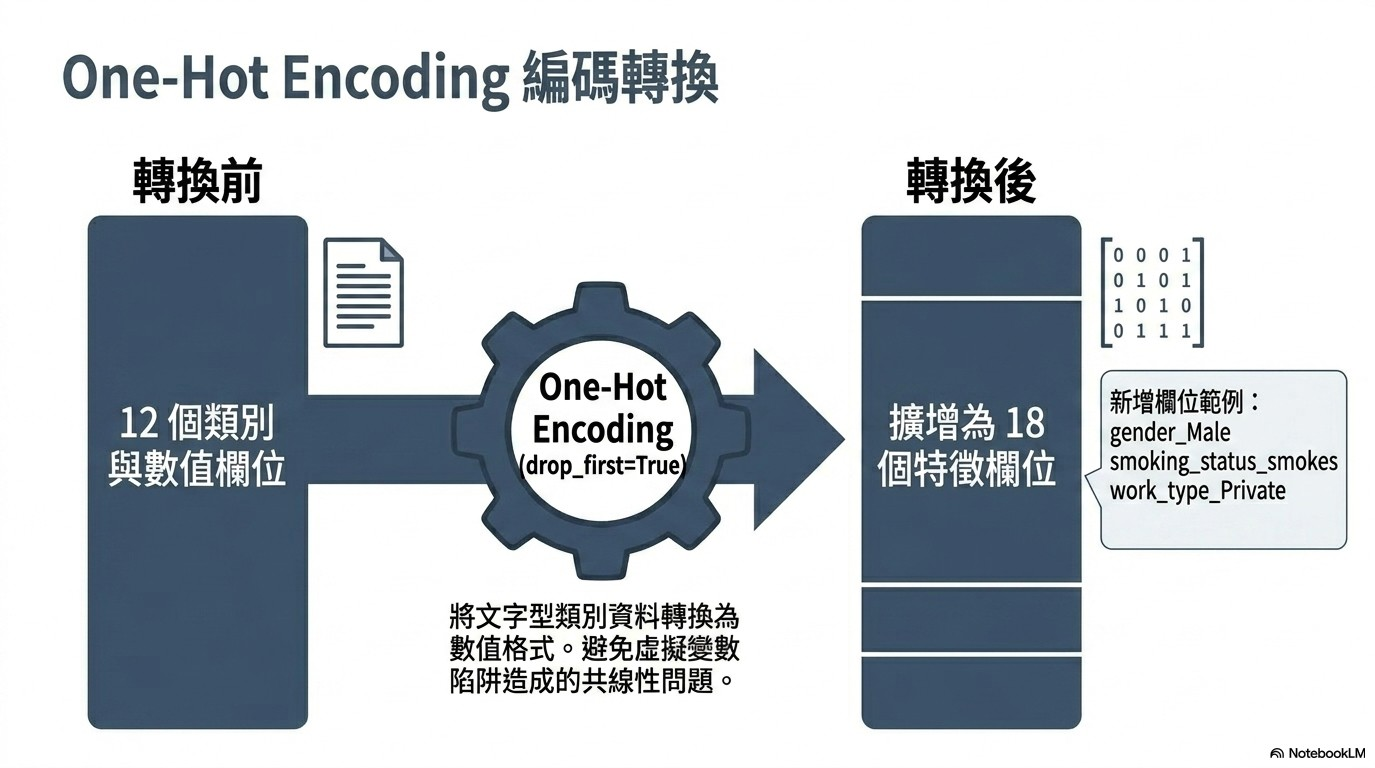 One-Hot Encoding 編碼轉換
轉換前
12 個類別
與數值欄位
One-Hot
Encoding
(drop_first=True)
將文字型類別資料轉換為
數值格式。避免虛擬變數
陷阱造成的共線性問題。
轉換後
擴增為 18
個特徵欄位
0 0 0 1
0 1 0 1
1 0 1 0
0 1 1 1
新增欄位範例：
gender_Male
smoking_status_smokes
work_type_Private
NotebookLM